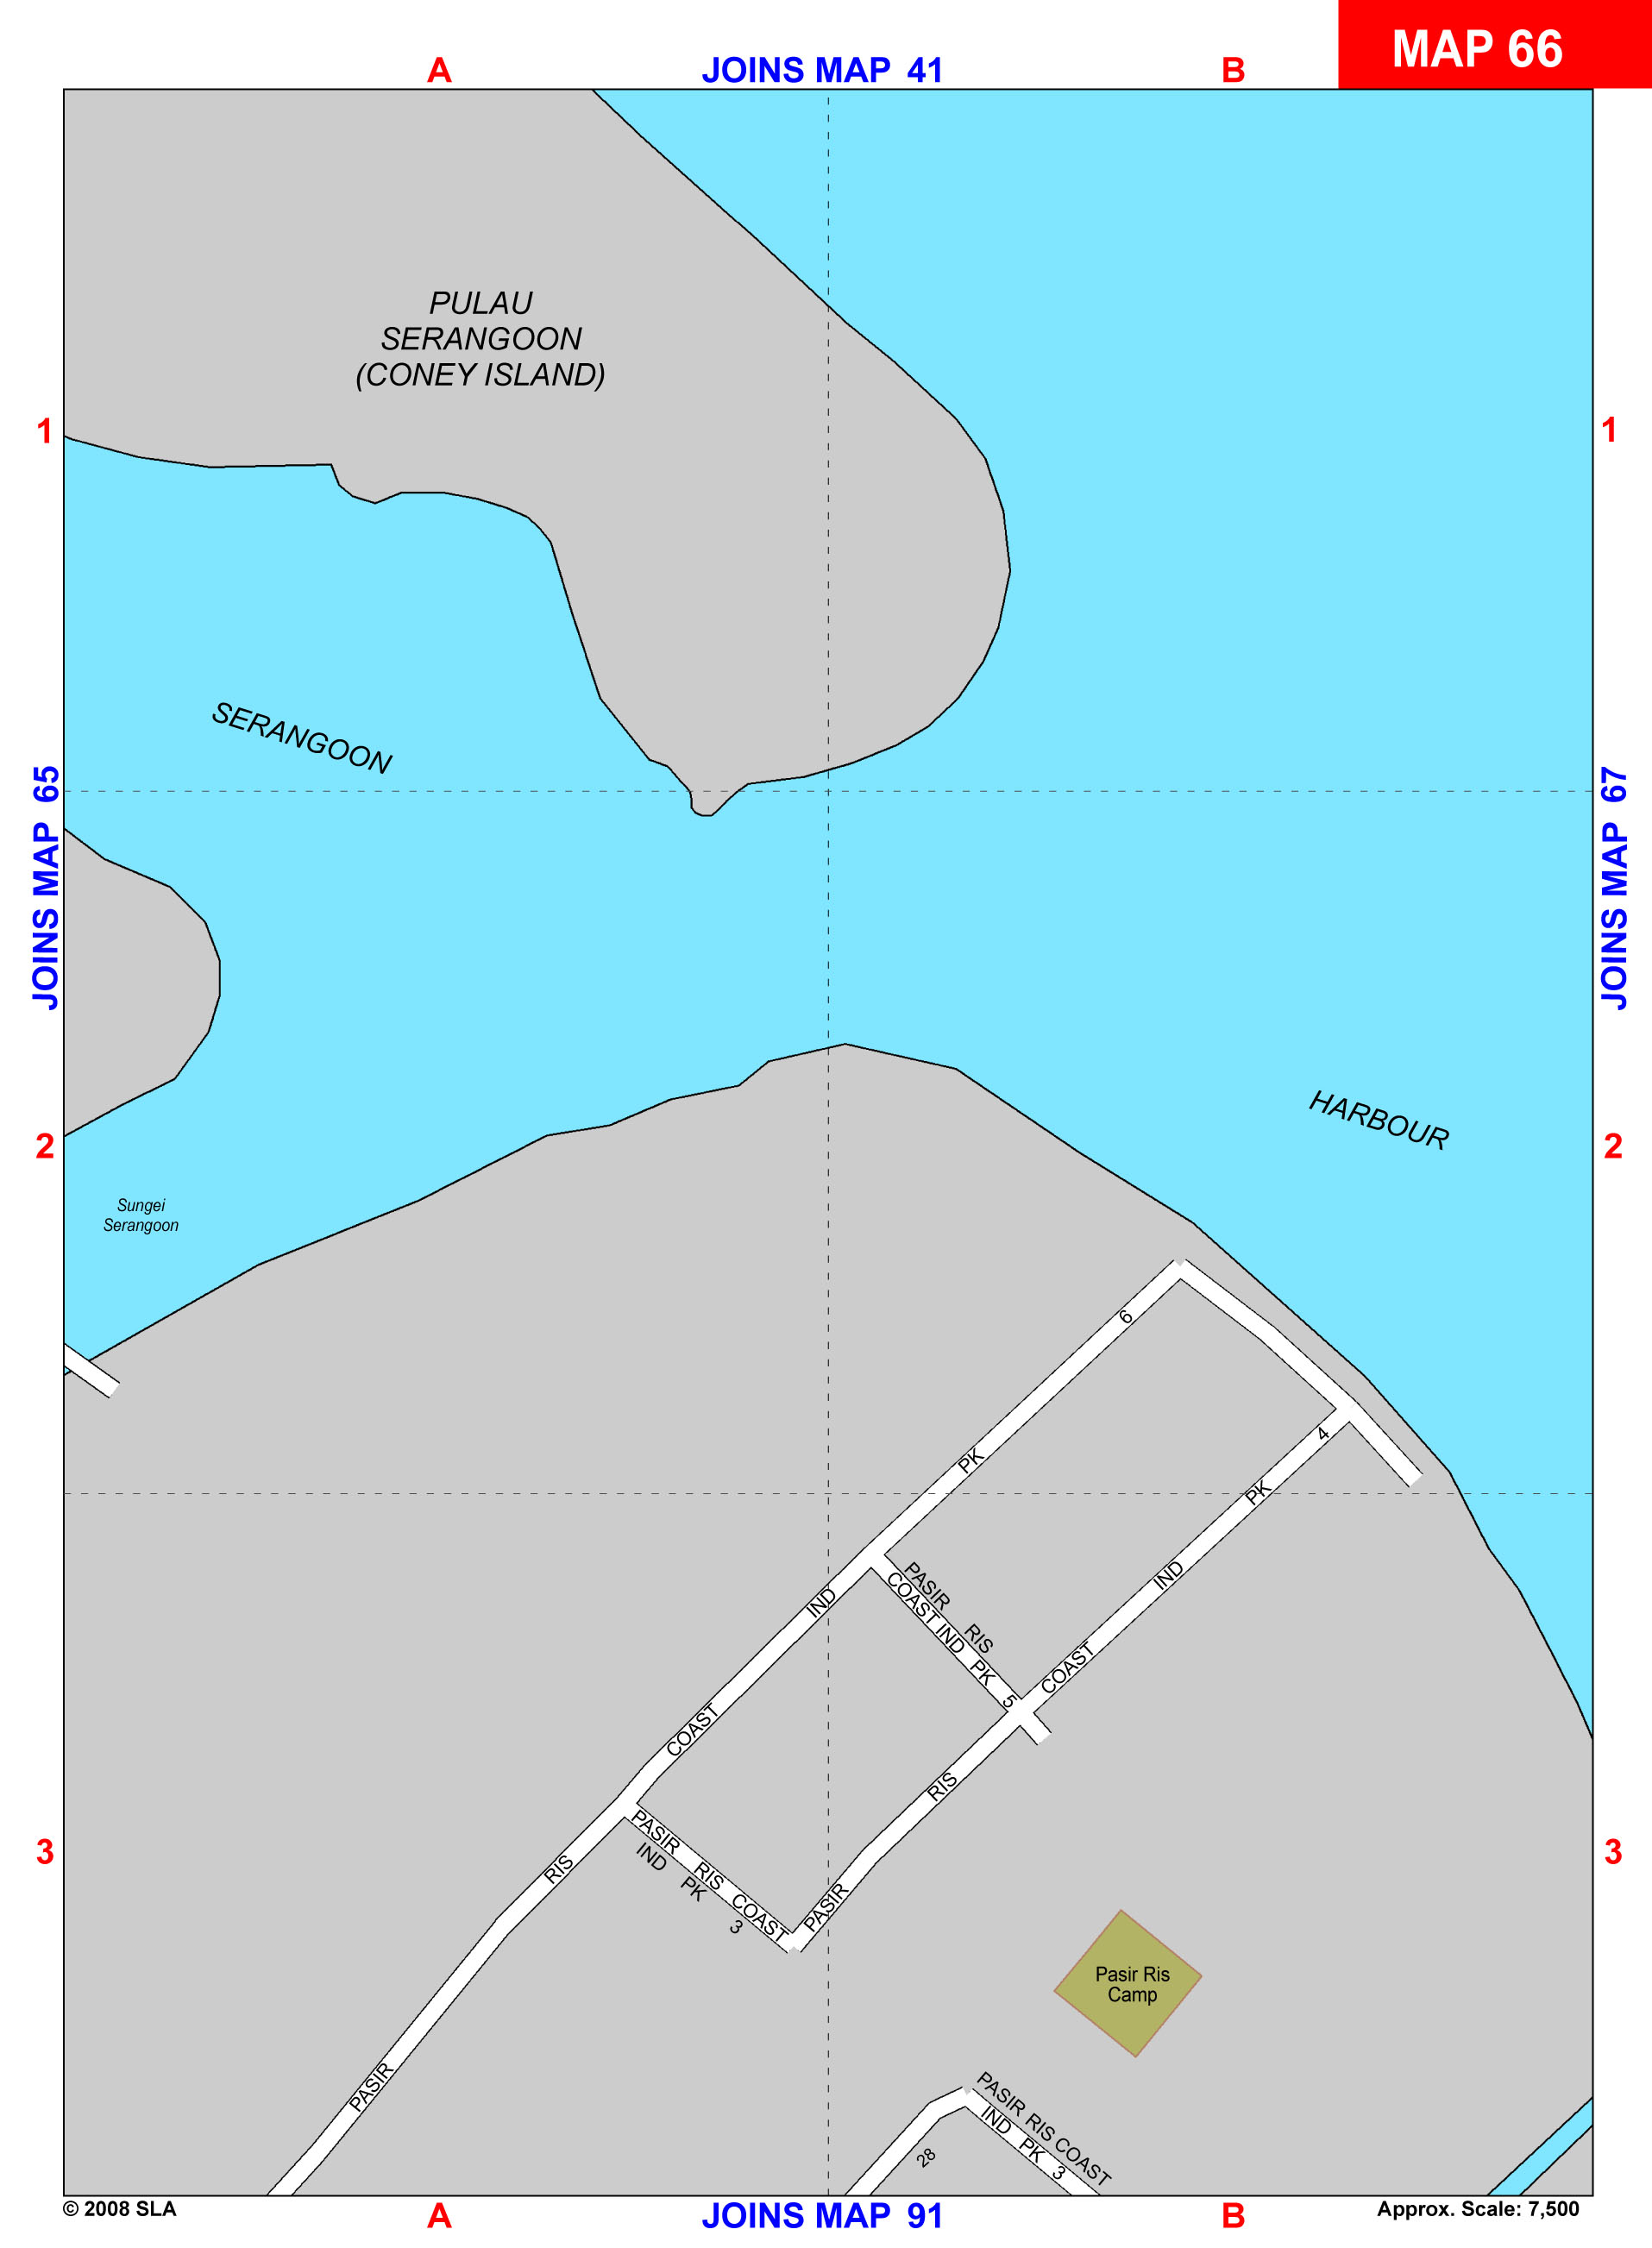 MAP 66
A
JOINS MAP 41
B
PULAU
SERANGOON
(CONEY ISLAND)
1
1
SERANGOON
JOINS MAP 65
JOINS MAP 67
HARBOUR
2
2
Sungei
Serangoon
PASIR RIS COAST IND PK 6
PASIR RIS COAST IND PK 4
PASIR RIS
COAST IND PK 5
3
3
PASIR RIS COAST
IND PK 3
Pasir Ris
Camp
PASIR RIS COAST
IND PK 3
28
© 2008 SLA
A
JOINS MAP 91
B
Approx. Scale: 7,500